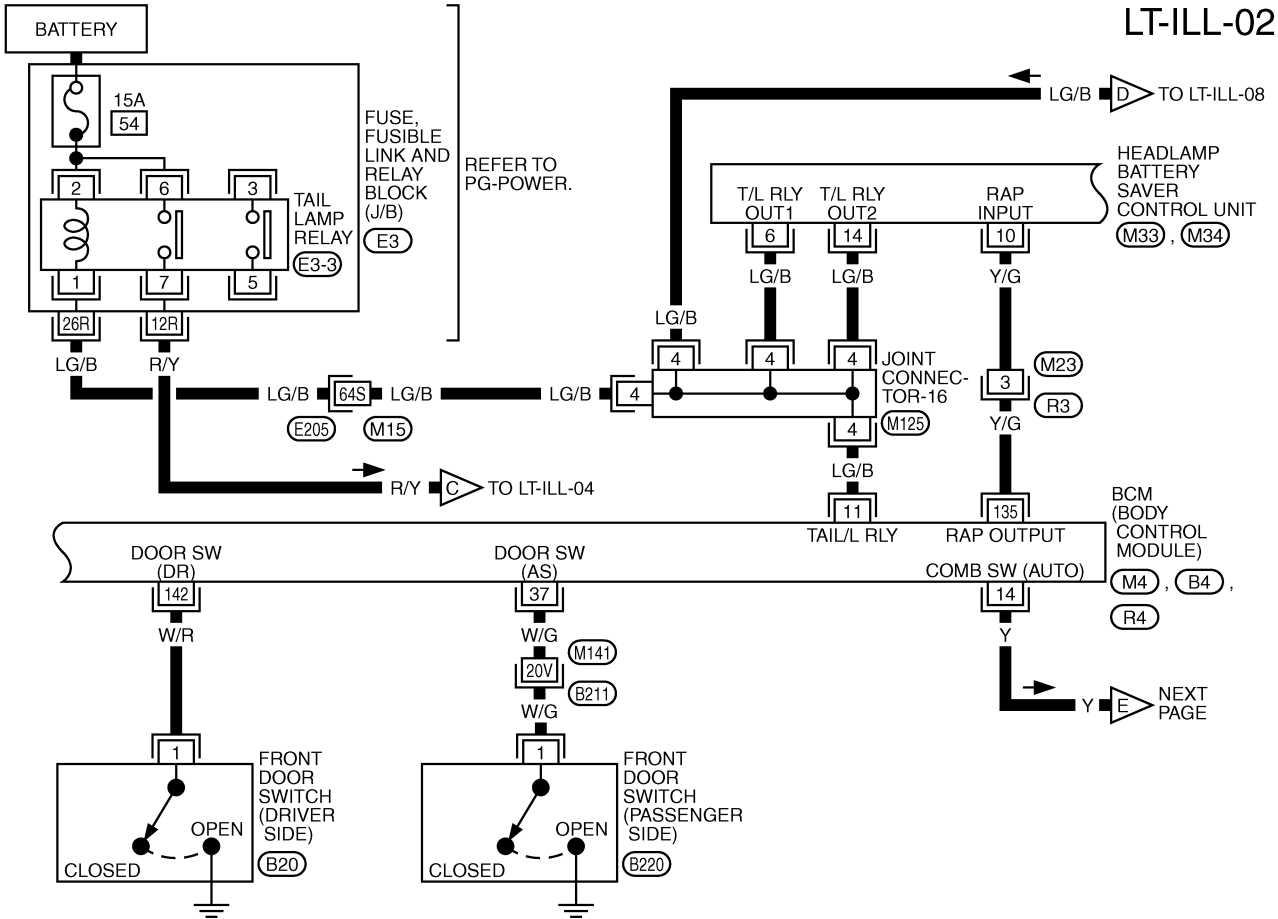 LT-ILL-02
BATTERY
15A
54
FUSE,
FUSIBLE
LINK AND
RELAY
BLOCK
(J/B)
E3
REFER TO
PG-POWER.
2
6
3
TAIL
LAMP
RELAY
E3-3
1
7
5
26R
12R
LG/B
R/Y
LG/B
64S
LG/B
LG/B
E205
M15
R/Y
C
TO LT-ILL-04
LG/B
D
TO LT-ILL-08
HEADLAMP
BATTERY
SAVER
CONTROL UNIT
M33 , M34
T/L RLY
OUT1
T/L RLY
OUT2
RAP
INPUT
6
14
10
LG/B
LG/B
Y/G
LG/B
4
4
4
4
JOINT
CONNEC-
TOR-16
M125
4
LG/B
3
M23
R3
Y/G
11
135
TAIL/L RLY
RAP OUTPUT
BCM
(BODY
CONTROL
MODULE)
M4 , B4 ,
R4
DOOR SW
(DR)
DOOR SW
(AS)
COMB SW (AUTO)
142
37
14
W/R
W/G
Y
20V
M141
B211
W/G
Y
E
NEXT
PAGE
1
FRONT
DOOR
SWITCH
(DRIVER
SIDE)
B20
OPEN
CLOSED
1
FRONT
DOOR
SWITCH
(PASSENGER
SIDE)
B220
OPEN
CLOSED